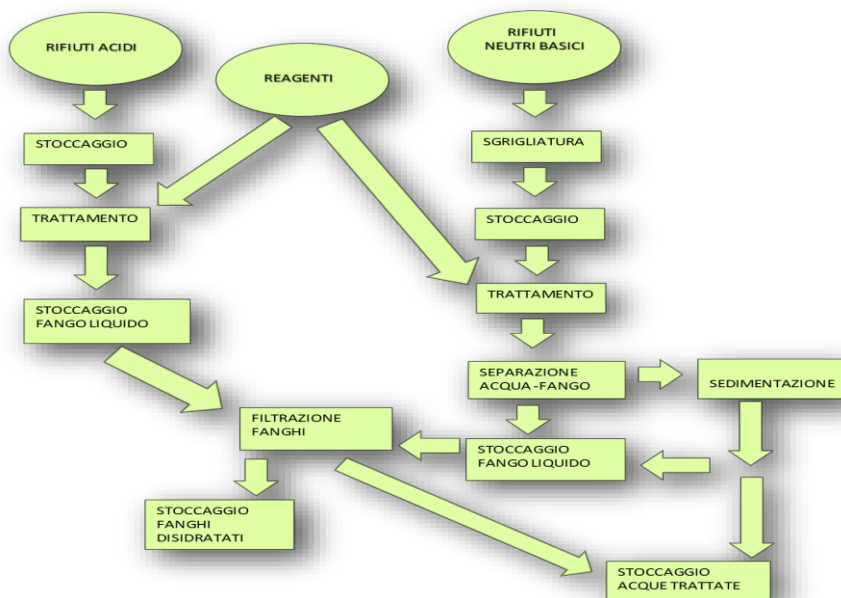 RIFIUTI ACIDI
RIFIUTI
NEUTRI BASICI
REAGENTI
STOCCAGGIO
SGRIGLIATURA
TRATTAMENTO
STOCCAGGIO
TRATTAMENTO
STOCCAGGIO
FANGO LIQUIDO
SEPARAZIONE
ACQUA -FANGO
SEDIMENTAZIONE
FILTRAZIONE
FANGHI
STOCCAGGIO
FANGO LIQUIDO
STOCCAGGIO
FANGHI
DISIDRATATI
STOCCAGGIO
ACQUE TRATTATE